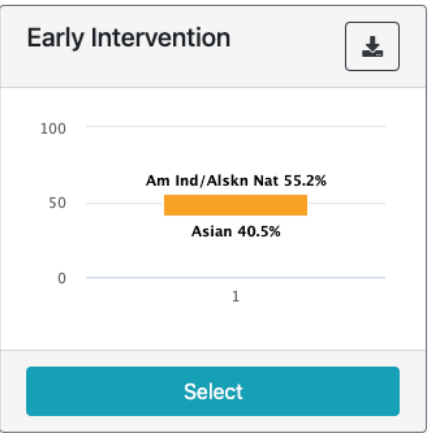 Early Intervention
100
Am Ind/Alskn Nat 55.2%
50
Asian 40.5%
0
1
Select